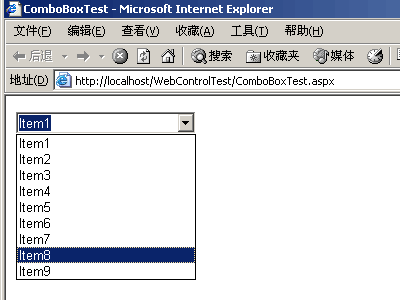 ComboBoxTest - Microsoft Internet Explorer
文件(F) 编辑(E) 查看(V) 收藏(A) 工具(T) 帮助(H)
后退 搜索 收藏夹 媒体
地址(D) http://localhost/WebControlTest/ComboBoxTest.aspx
Item1
Item1
Item2
Item3
Item4
Item5
Item6
Item7
Item8
Item9